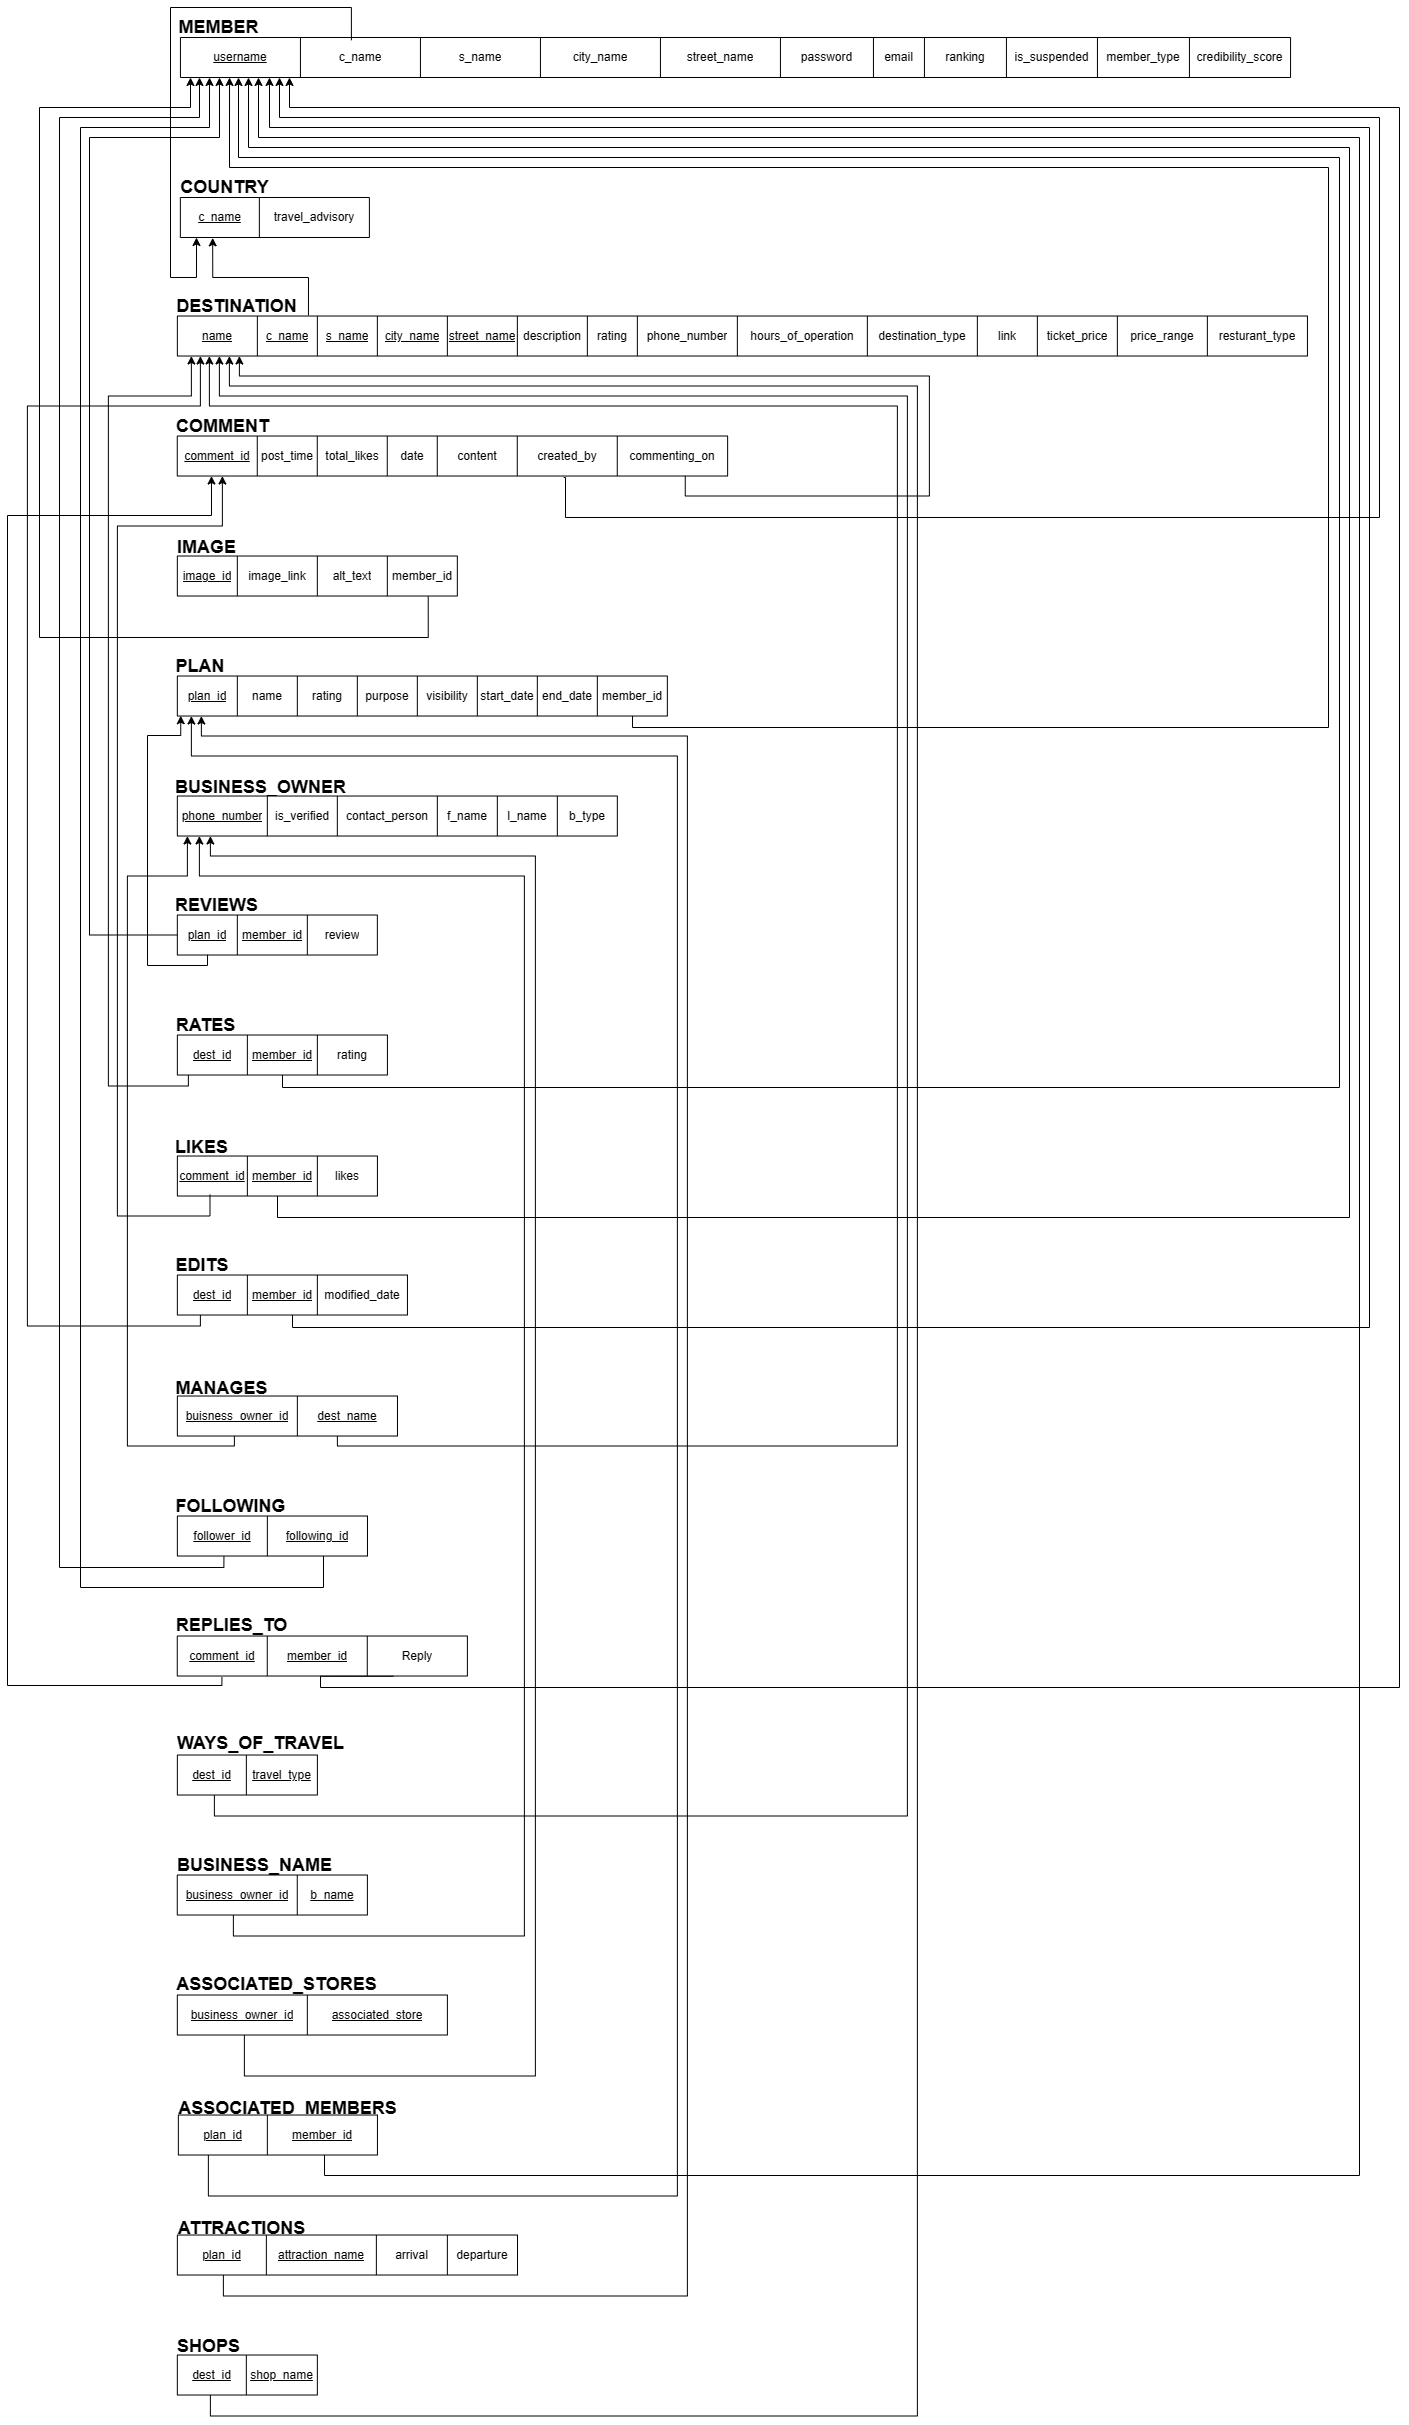 MEMBER
username c_name s_name city_name street_name password email ranking is_suspended member_type credibility_score
COUNTRY
c_name travel_advisory
DESTINATION
name c_name s_name city_name street_name description rating phone_number hours_of_operation destination_type link ticket_price price_range resturant_type
COMMENT
comment_id post_time total_likes date content created_by commenting_on
IMAGE
image_id image_link alt_text member_id
PLAN
plan_id name rating purpose visibility start_date end_date member_id
BUSINESS_OWNER
phone_number is_verified contact_person f_name l_name b_type
REVIEWS
plan_id member_id review
RATES
dest_id member_id rating
LIKES
comment_id member_id likes
EDITS
dest_id member_id modified_date
MANAGES
buisness_owner_id dest_name
FOLLOWING
follower_id following_id
REPLIES_TO
comment_id member_id Reply
WAYS_OF_TRAVEL
dest_id travel_type
BUSINESS_NAME
business_owner_id b_name
ASSOCIATED_STORES
business_owner_id associated_store
ASSOCIATED_MEMBERS
plan_id member_id
ATTRACTIONS
plan_id attraction_name arrival departure
SHOPS
dest_id shop_name